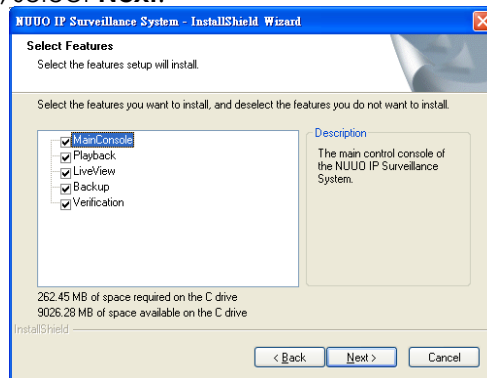 select Next.
NUUO IP Surveillance System - InstallShield Wizard
Select Features
Select the features setup will install.
Select the features you want to install, and deselect the features you do not want to install.
MainConsole
Playback
LiveView
Backup
Verification
Description
The main control console of
the NUUO IP Surveillance
System.
262.45 MB of space required on the C drive
9026.28 MB of space available on the C drive
InstallShield
< Back
Next >
Cancel